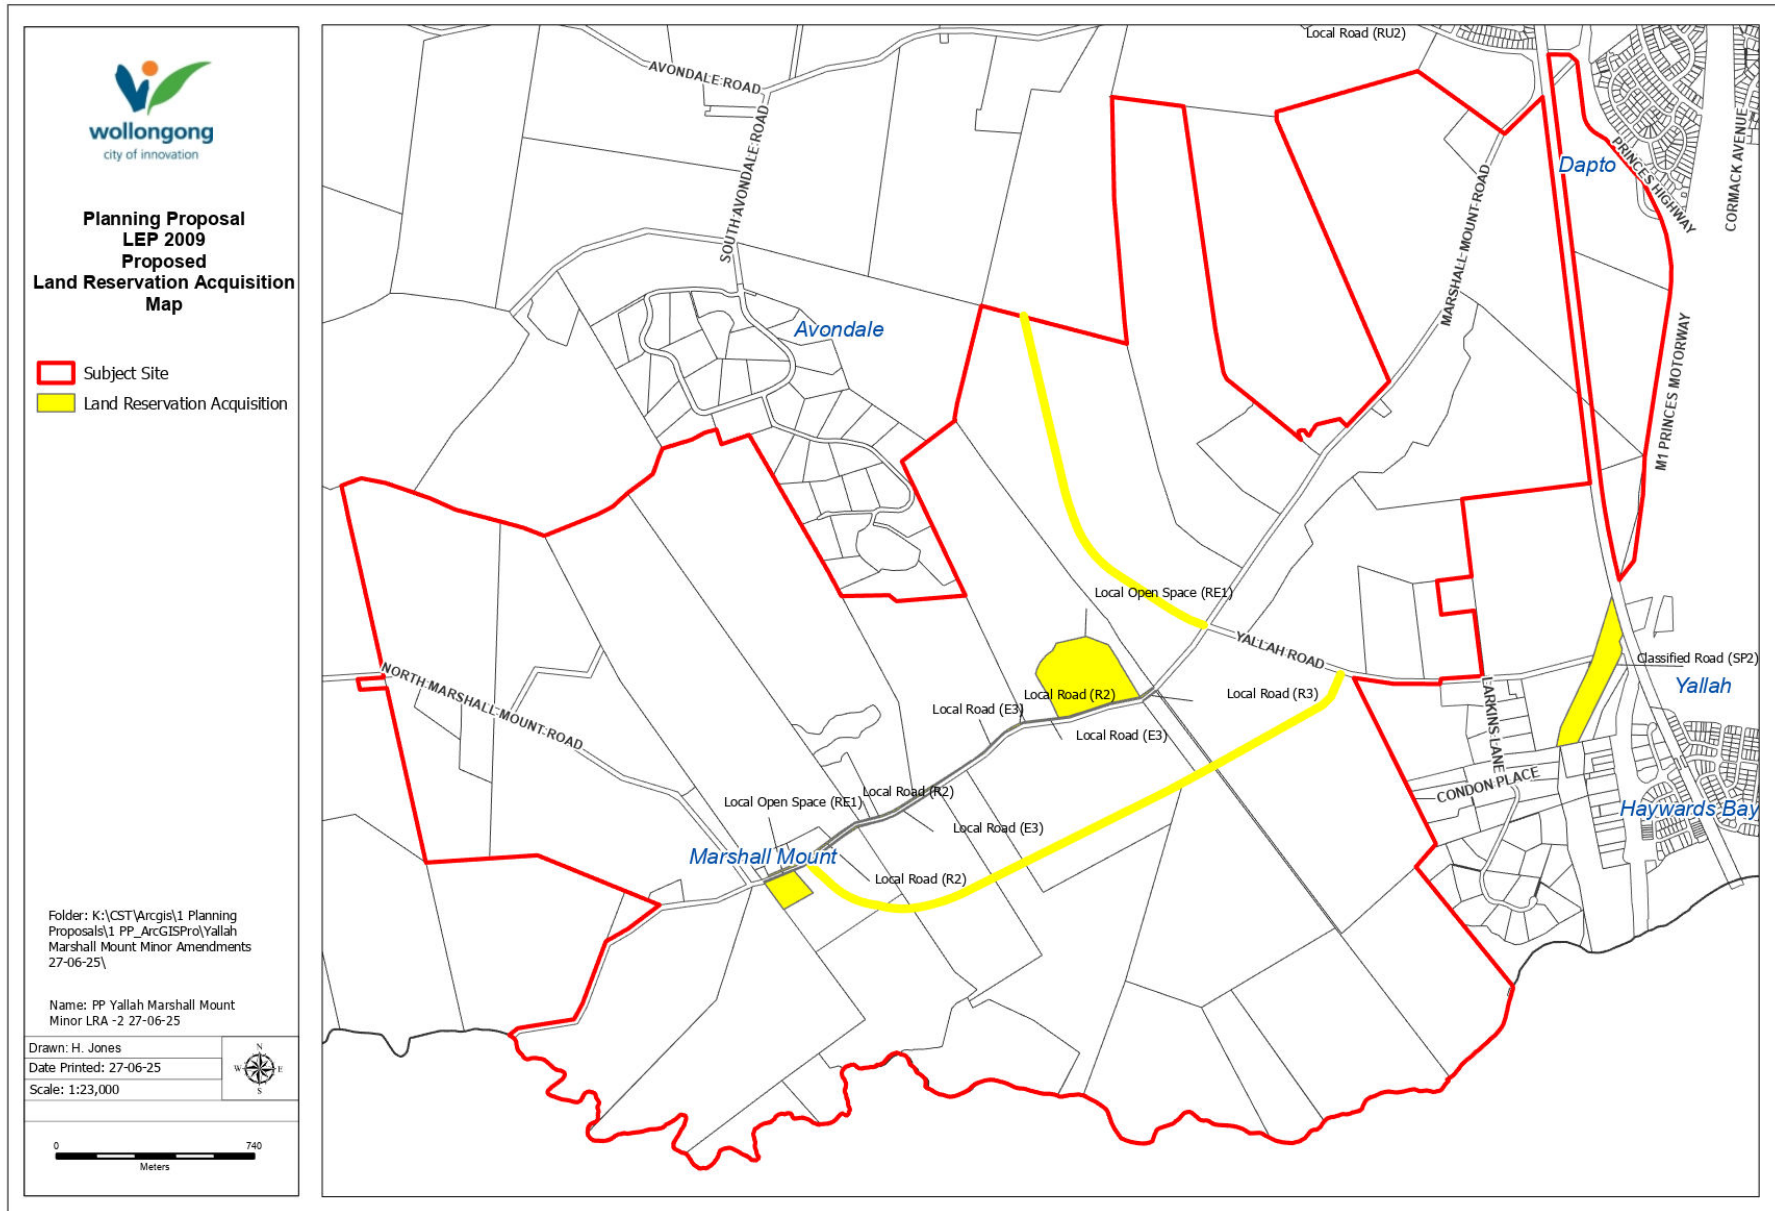 wollongong
city of innovation
Planning Proposal
LEP 2009
Proposed
Land Reservation Acquisition
Map
Subject Site
Land Reservation Acquisition
Folder: K:\CST\Arcgis\1 Planning
Proposals\1 PP_ArcGISPro\Yallah
Marshall Mount Minor Amendments
27-06-25\
Name: PP Yallah Marshall Mount
Minor LRA -2 27-06-25
Drawn: H. Jones
Date Printed: 27-06-25
Scale: 1:23,000
N
W
E
S
0
740
Meters
Local Road (RU2)
AVONDALE ROAD
SOUTH AVONDALE ROAD
Dapto
PRINCES HIGHWAY
CORMACK AVENUE
MARSHALL MOUNT ROAD
Avondale
M1 PRINCES MOTORWAY
Local Open Space (RE1)
YALLAH ROAD
Classified Road (SP2)
Yallah
NORTH MARSHALL MOUNT ROAD
Local Road (R2)
Local Road (R3)
Local Road (E3)
Local Road (E3)
LARKINS LANE
CONDON PLACE
Haywards Bay
Local Open Space (RE1)
Local Road (R2)
Local Road (E3)
Marshall Mount
Local Road (R2)